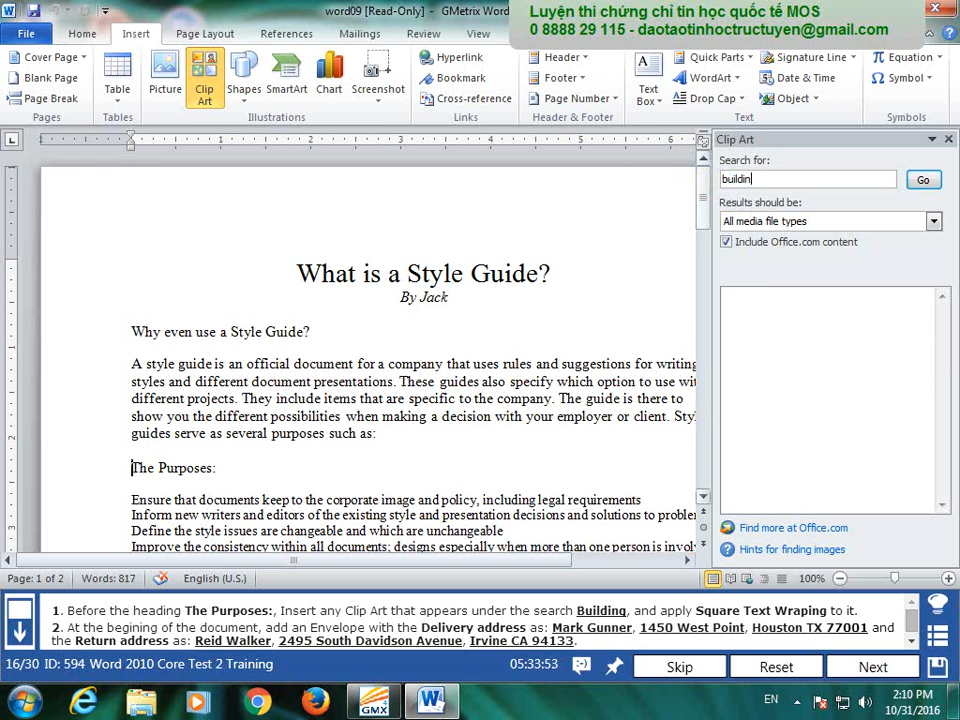 word09 [Read-Only] - GMetrix Word
Luyện thi chứng chỉ tin học quốc tế MOS
0 8888 29 115 - daotaotinhoctructuyen@gmail.com
File Home Insert Page Layout References Mailings Review View
Cover Page
Blank Page
Page Break
Pages
Table
Tables
Picture
Clip Art
Shapes
SmartArt
Chart
Screenshot
Illustrations
Hyperlink
Bookmark
Cross-reference
Links
Header
Footer
Page Number
Header & Footer
Text Box
Quick Parts
WordArt
Drop Cap
Signature Line
Date & Time
Object
Text
Equation
Symbol
Symbols
1 2 3 4 5 6
Clip Art
Search for:
buildin
Go
Results should be:
All media file types
Include Office.com content
Find more at Office.com
Hints for finding images
What is a Style Guide?
By Jack
Why even use a Style Guide?
A style guide is an official document for a company that uses rules and suggestions for writing
styles and different document presentations. These guides also specify which option to use wi
different projects. They include items that are specific to the company. The guide is there to
show you the different possibilities when making a decision with your employer or client. Sty
guides serve as several purposes such as:
The Purposes:
Ensure that documents keep to the corporate image and policy, including legal requirements
Inform new writers and editors of the existing style and presentation decisions and solutions to problem
Define the style issues are changeable and which are unchangeable
Improve the consistency within all documents; designs especially when more than one person is involv
Page: 1 of 2 Words: 817 English (U.S.) 100%
1. Before the heading The Purposes:, Insert any Clip Art that appears under the search Building, and apply Square Text Wraping to it.
2. At the begining of the document, add an Envelope with the Delivery address as: Mark Gunner, 1450 West Point, Houston TX 77001 and
the Return address as: Reid Walker, 2495 South Davidson Avenue, Irvine CA 94133.
16/30 ID: 594 Word 2010 Core Test 2 Training 05:33:53 Skip Reset Next
GMX
EN
2:10 PM
10/31/2016